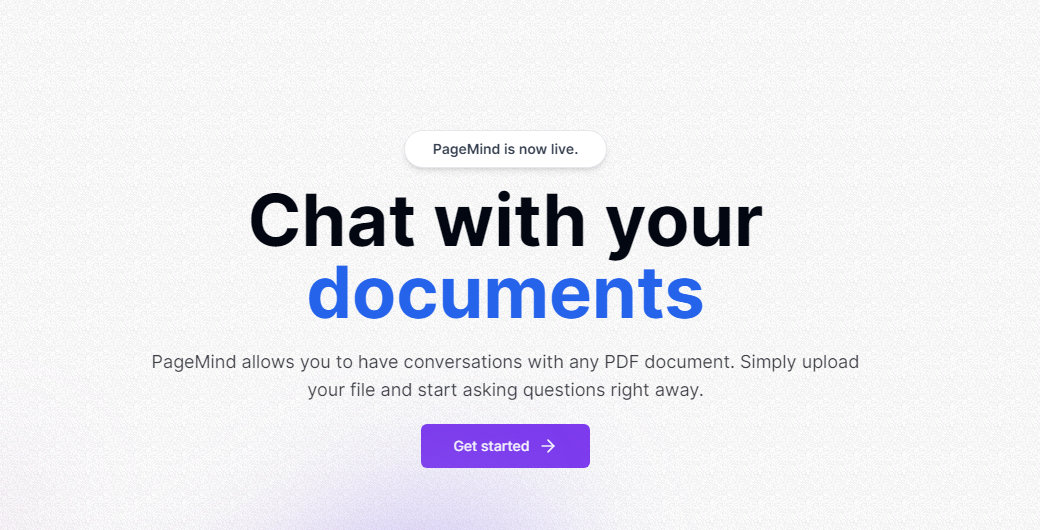 PageMind is now live.
Chat with your
documents
PageMind allows you to have conversations with any PDF document. Simply upload
your file and start asking questions right away.
Get started